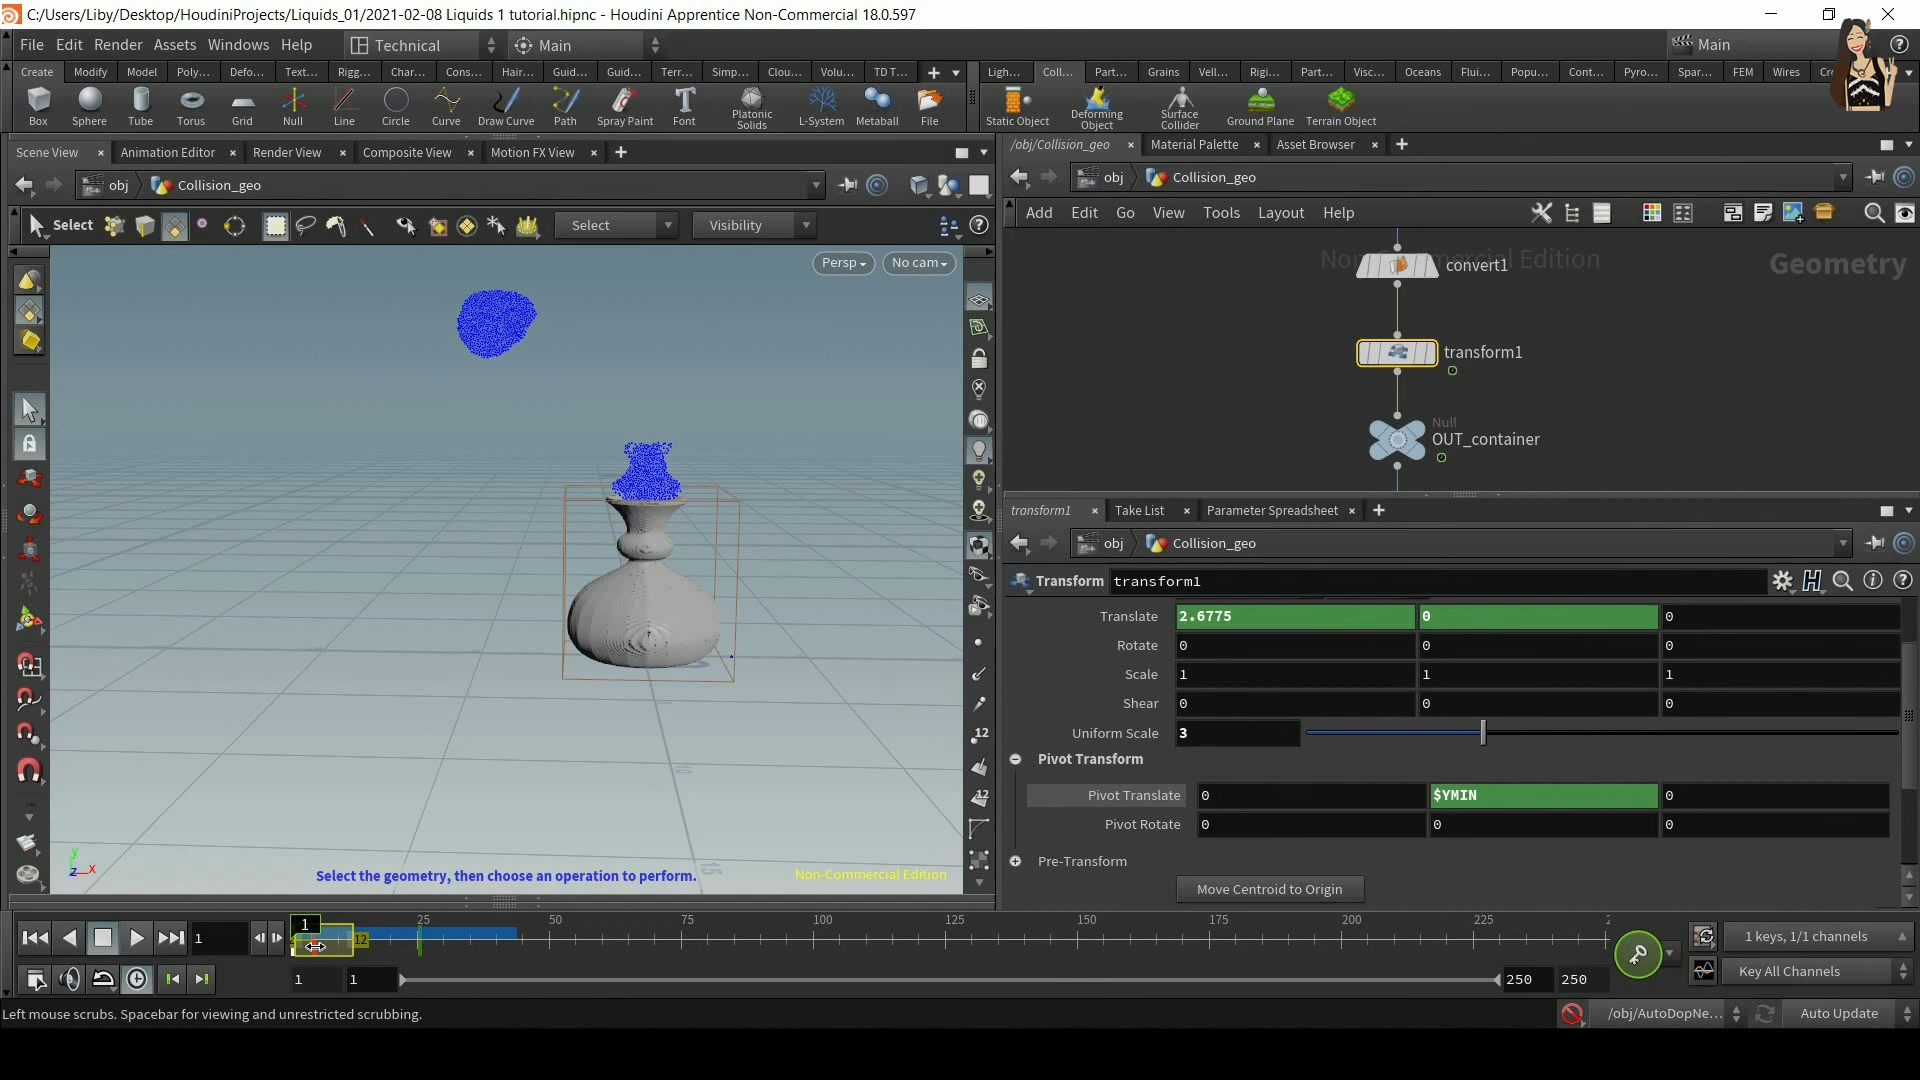 C:/Users/Liby/Desktop/HoudiniProjects/Liquids_01/2021-02-08 Liquids 1 tutorial.hipnc - Houdini Apprentice Non-Commercial 18.0.597
File Edit Render Assets Windows Help Technical Main Main
Create Modify Model Poly... Defo... Text... Rigg... Char... Cons... Hair... Guid... Guid... Terr... Simp... Clou... Volu... TD T... Ligh... Coll... Part... Grains Vell... Rigi... Part... Visc... Oceans Flui... Popu... Cont... Pyro... Spar... FEM Wires
Box Sphere Tube Torus Grid Null Line Circle Curve Draw Curve Path Spray Paint Font Platonic Solids L-System Metaball File Static Object Deforming Object Surface Collider Ground Plane Terrain Object
Scene View Animation Editor Render View Composite View Motion FX View
/obj/Collision_geo Material Palette Asset Browser
obj Collision_geo
obj Collision_geo
Select Select Visibility
Add Edit Go View Tools Layout Help
Persp No cam
Geometry
convert1
transform1
Null
OUT_container
transform1 Take List Parameter Spreadsheet
obj Collision_geo
Transform transform1
Translate 2.6775 0 0
Rotate 0 0 0
Scale 1 1 1
Shear 0 0 0
Uniform Scale 3
Pivot Transform
Pivot Translate 0 $YMIN 0
Pivot Rotate 0 0 0
Pre-Transform
Move Centroid to Origin
12
12
y
z x
Select the geometry, then choose an operation to perform. Non-Commercial Edition
1 1 12 25 50 75 100 125 150 175 200 225
1 keys, 1/1 channels
1 1 250 250 Key All Channels
Left mouse scrubs. Spacebar for viewing and unrestricted scrubbing. /obj/AutoDopNe... Auto Update